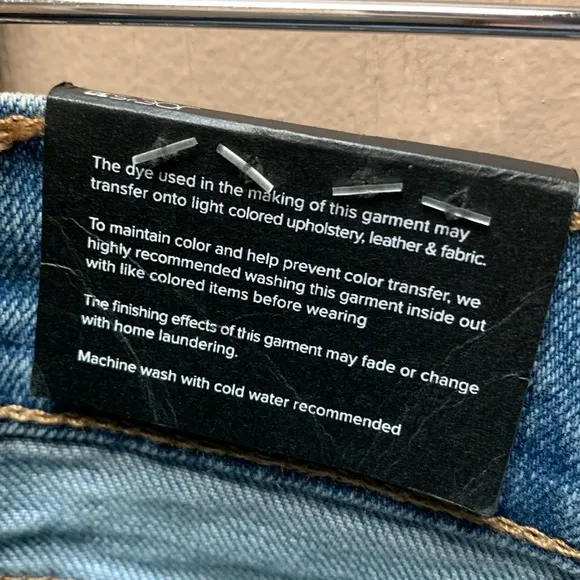 The dye used in the making of this garment may
transfer onto light colored upholstery, leather & fabric.
To maintain color and help prevent color transfer, we
highly recommended washing this garment inside out
with like colored items before wearing
The finishing effects of this garment may fade or change
with home laundering.
Machine wash with cold water recommended